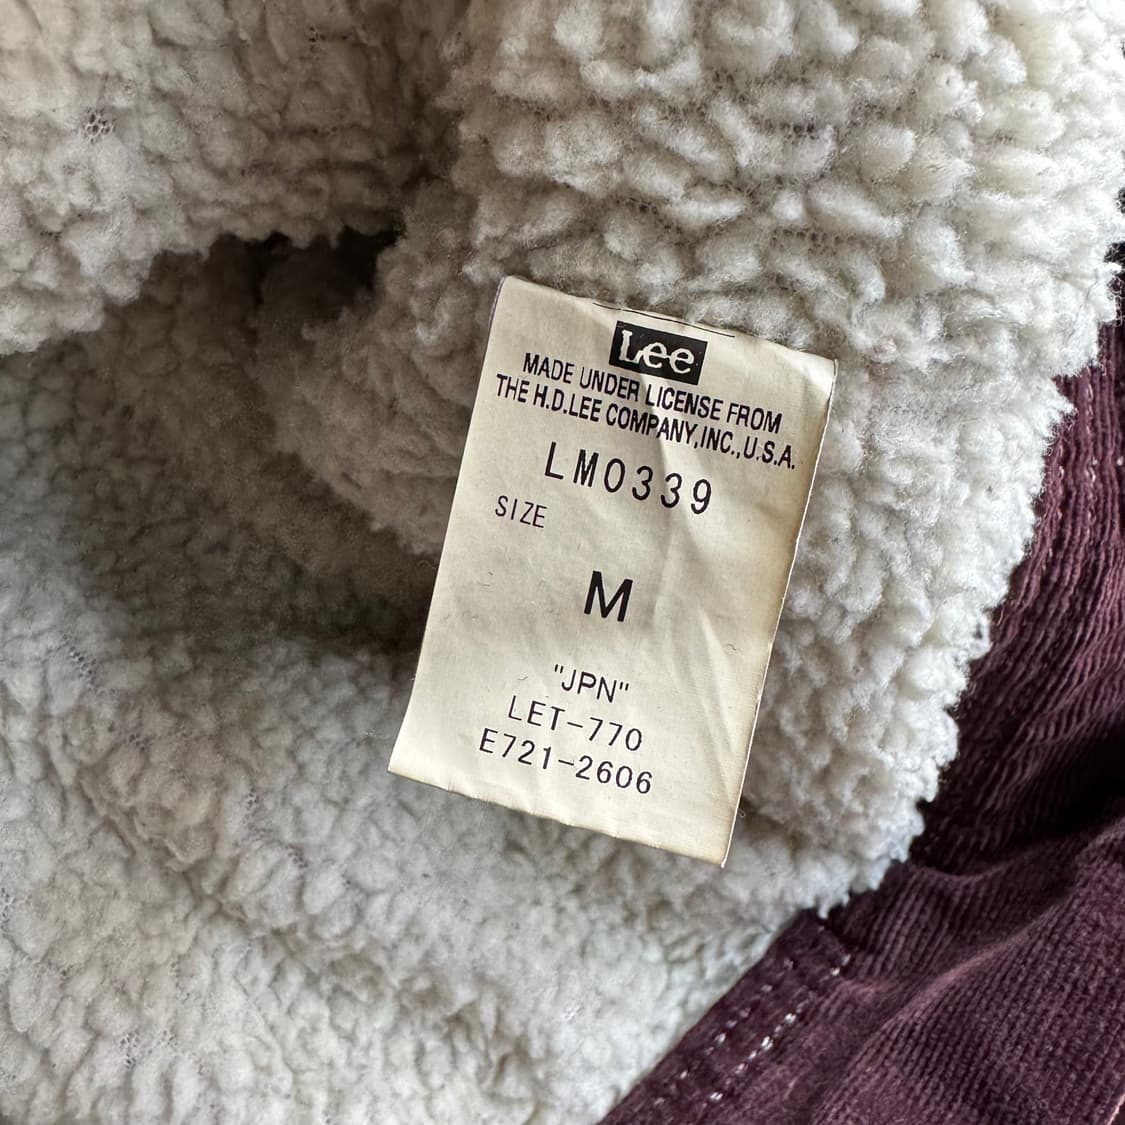 Lee
MADE UNDER LICENSE FROM
THE H.D.LEE COMPANY,INC.,U.S.A.
LM0339
SIZE
M
"JPN"
LET-770
E721-2606